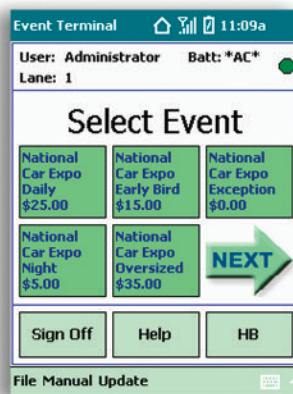 Event Terminal 11:09a
User: Administrator Batt: *AC*
Lane: 1
Select Event
National
Car Expo
Daily
$25.00
National
Car Expo
Early Bird
$15.00
National
Car Expo
Exception
$0.00
National
Car Expo
Night
$5.00
National
Car Expo
Oversized
$35.00
NEXT
Sign Off Help HB
File Manual Update